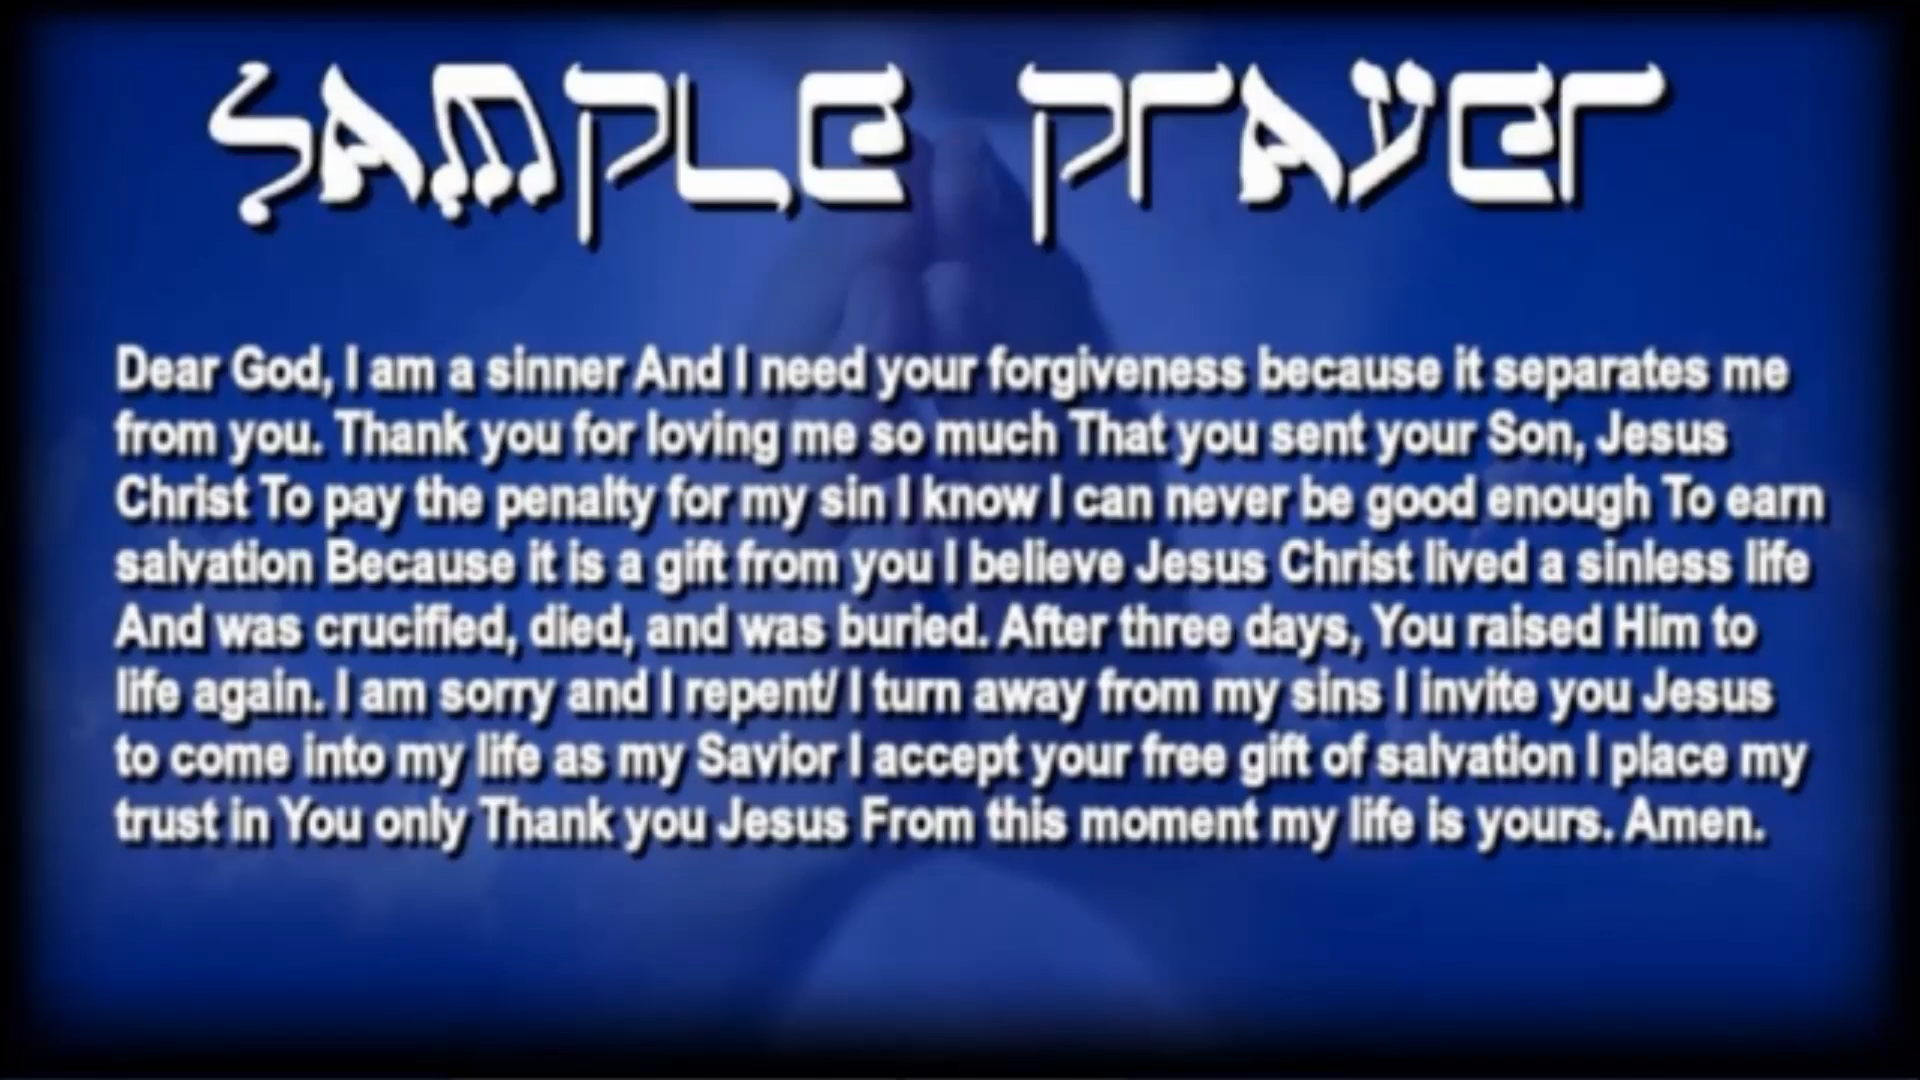 SAMPLE PRAYER
Dear God, I am a sinner And I need your forgiveness because it separates me
from you. Thank you for loving me so much That you sent your Son, Jesus
Christ To pay the penalty for my sin I know I can never be good enough To earn
salvation Because it is a gift from you I believe Jesus Christ lived a sinless life
And was crucified, died, and was buried. After three days, You raised Him to
life again. I am sorry and I repent/ I turn away from my sins I invite you Jesus
to come into my life as my Savior I accept your free gift of salvation I place my
trust in You only Thank you Jesus From this moment my life is yours. Amen.